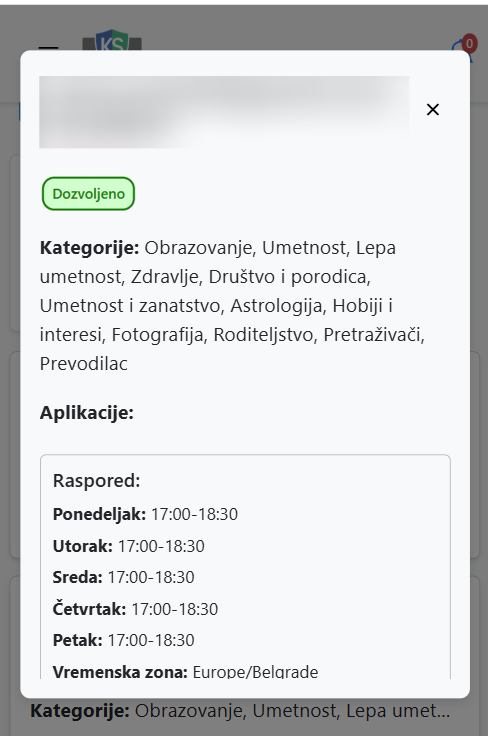 KS
0
Dozvoljeno
Kategorije: Obrazovanje, Umetnost, Lepa
umetnost, Zdravlje, Društvo i porodica,
Umetnost i zanatstvo, Astrologija, Hobiji i
interesi, Fotografija, Roditeljstvo, Pretraživači,
Prevodilac
Aplikacije:
Raspored:
Ponedeljak: 17:00-18:30
Utorak: 17:00-18:30
Sreda: 17:00-18:30
Četvrtak: 17:00-18:30
Petak: 17:00-18:30
Vremenska zona: Europe/Belgrade
Kategorije: Obrazovanje, Umetnost, Lepa umet...